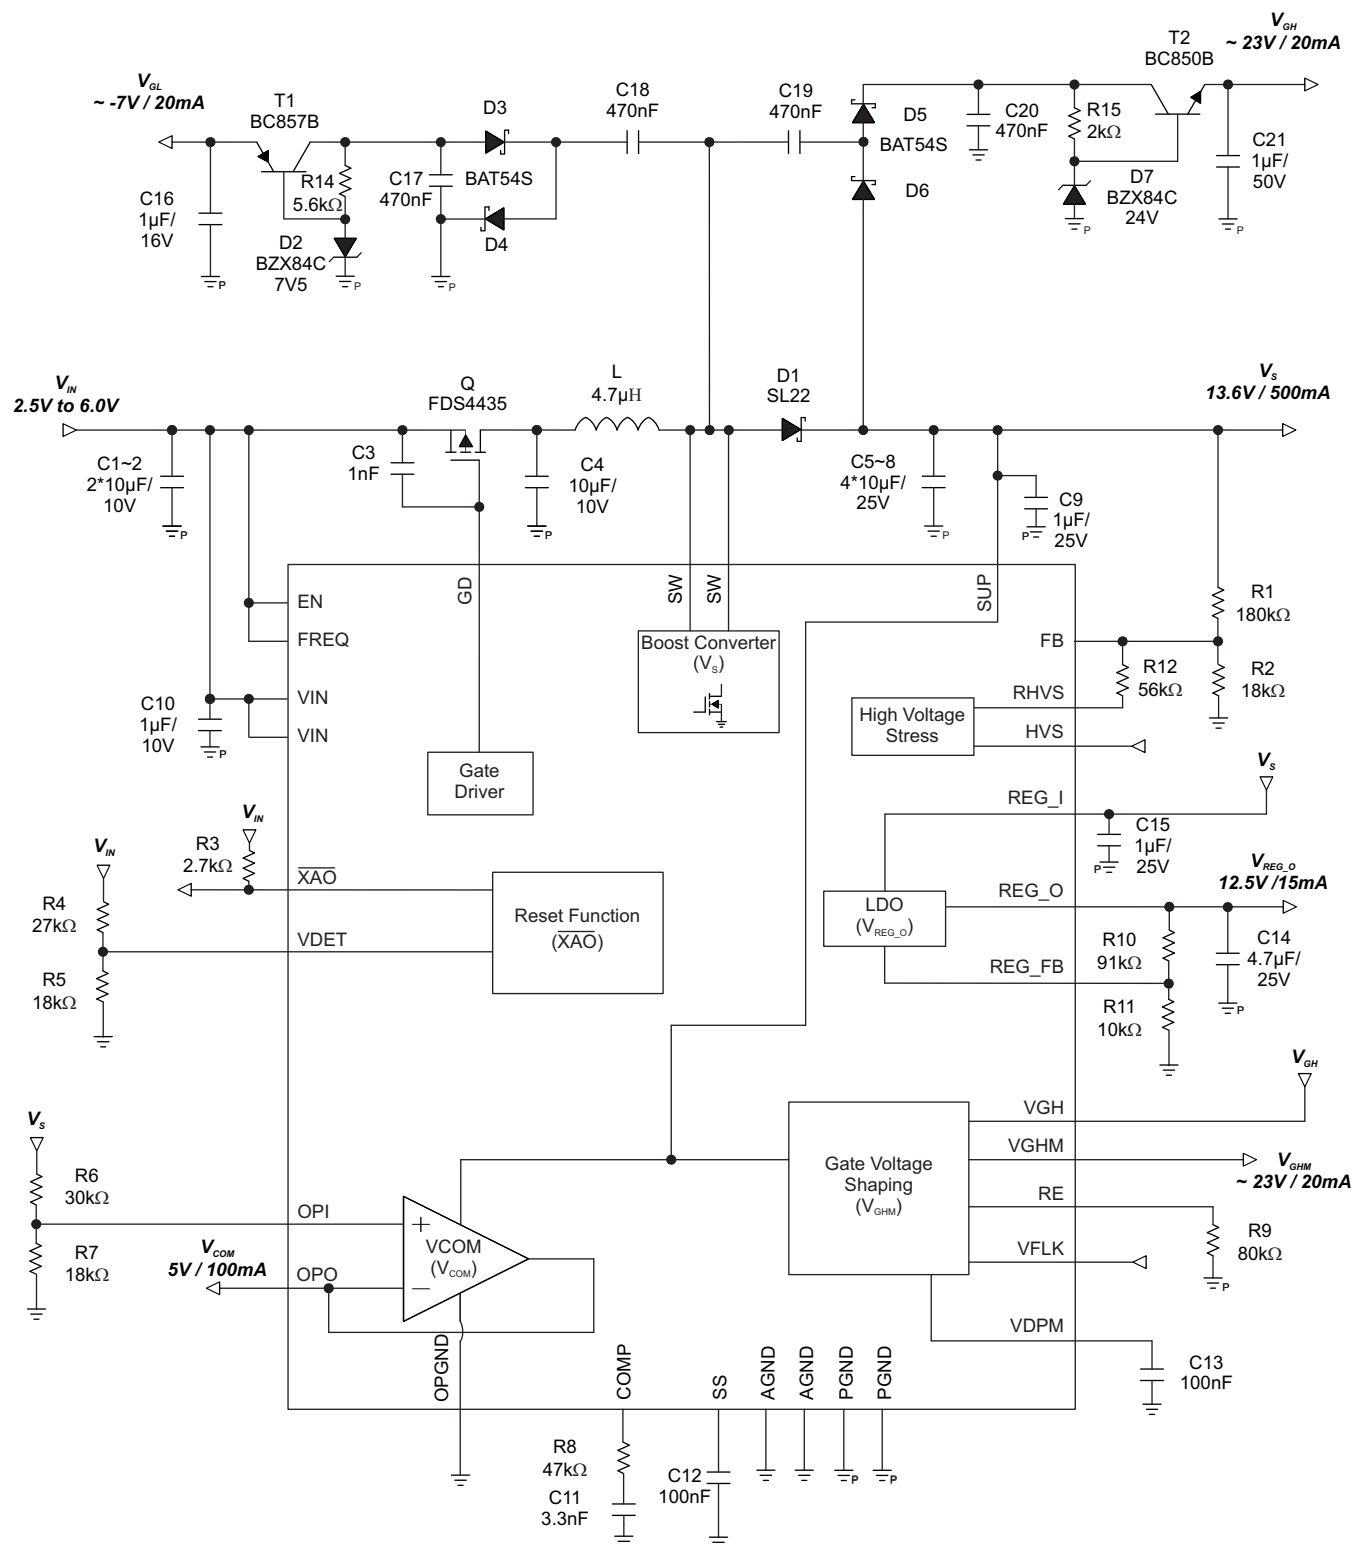 V_GH
~ 23V / 20mA
T2
BC850B
V_GL
~ -7V / 20mA
T1
BC857B
D3
C18
470nF
C19
470nF
D5
BAT54S
C20
470nF
R15
2kΩ
C21
1µF/
50V
C16
1µF/
16V
R14
5.6kΩ
C17
470nF
BAT54S
D4
D6
D7
BZX84C
24V
D2
BZX84C
7V5
P
P
P
P
P
V_IN
2.5V to 6.0V
Q
FDS4435
L
4.7µH
D1
SL22
V_S
13.6V / 500mA
C1~2
2*10µF/
10V
C3
1nF
C4
10µF/
10V
C5~8
4*10µF/
25V
C9
1µF/
25V
P
P
P
P
GD
SW
SW
SUP
EN
FREQ
VIN
VIN
C10
1µF/
10V
P
Boost Converter
(V_S)
Gate
Driver
FB
R1
180kΩ
R12
56kΩ
R2
18kΩ
RHVS
HVS
High Voltage
Stress
V_S
REG_I
C15
1µF/
25V
P
V_IN
R3
2.7kΩ
V_IN
R4
27kΩ
R5
18kΩ
XAO
VDET
Reset Function
(XAO)
LDO
(V_REG_O)
REG_O
V_REG_O
12.5V /15mA
R10
91kΩ
C14
4.7µF/
25V
P
REG_FB
R11
10kΩ
V_GH
VGH
VGHM
V_GHM
~ 23V / 20mA
RE
R9
80kΩ
P
VFLK
VDPM
C13
100nF
Gate Voltage
Shaping
(V_GHM)
V_S
R6
30kΩ
R7
18kΩ
OPI
V_COM
5V / 100mA
OPO
+
VCOM
(V_COM)
−
OPGND
COMP
SS
AGND
AGND
PGND
PGND
R8
47kΩ
C11
3.3nF
C12
100nF
P
P